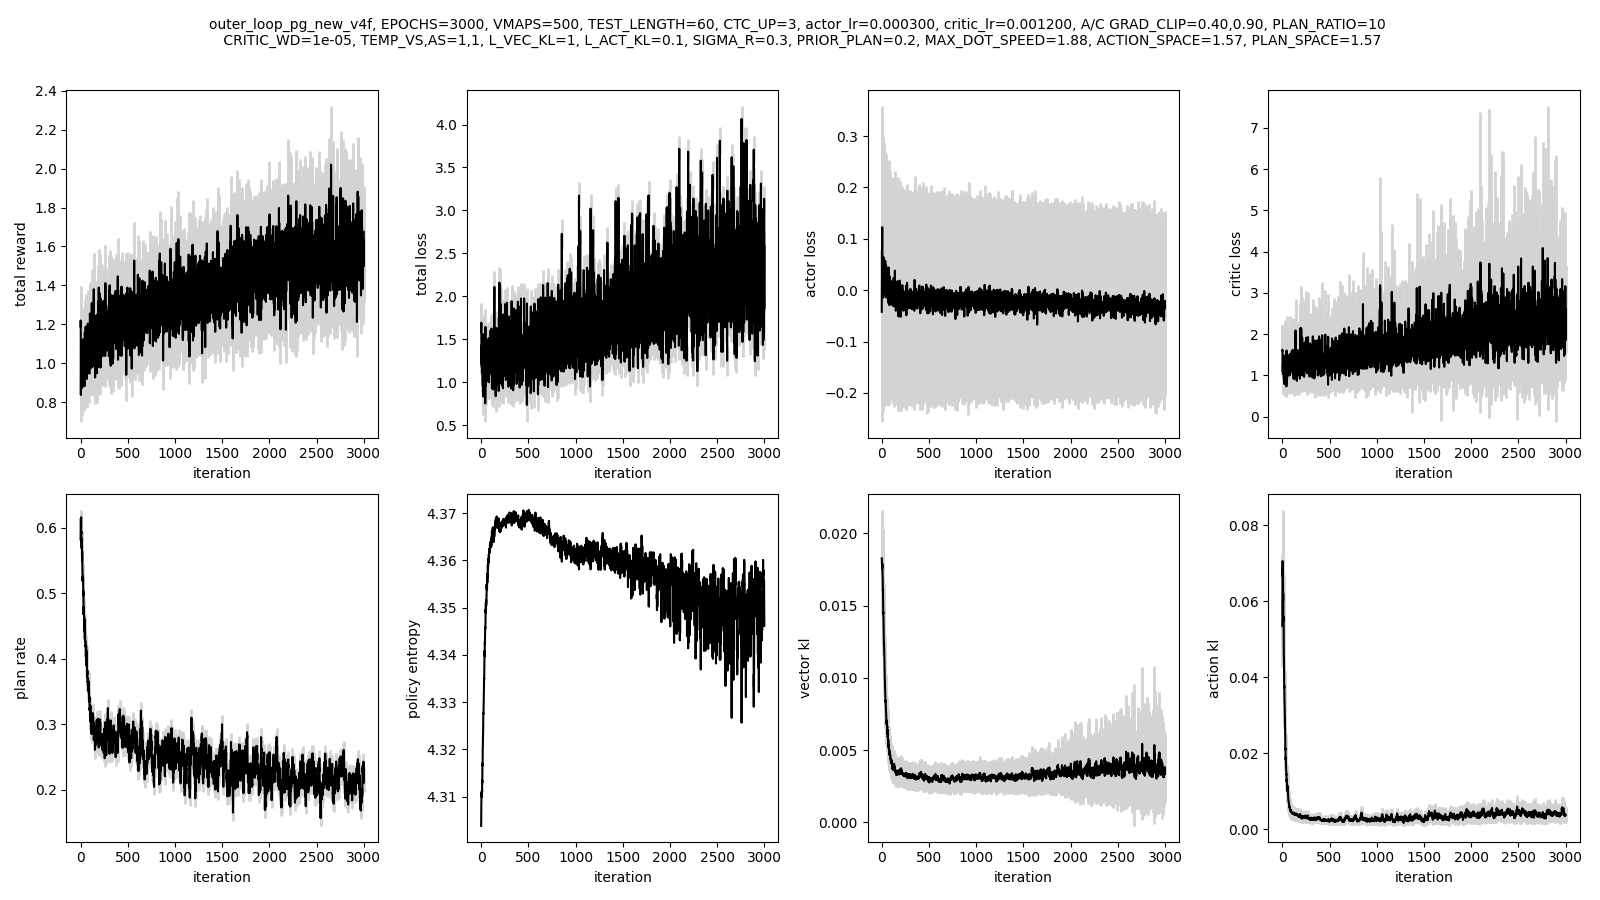 outer_loop_pg_new_v4f, EPOCHS=3000, VMAPS=500, TEST_LENGTH=60, CTC_UP=3, actor_lr=0.000300, critic_lr=0.001200, A/C GRAD_CLIP=0.40,0.90, PLAN_RATIO=10
CRITIC_WD=1e-05, TEMP_VS,AS=1,1, L_VEC_KL=1, L_ACT_KL=0.1, SIGMA_R=0.3, PRIOR_PLAN=0.2, MAX_DOT_SPEED=1.88, ACTION_SPACE=1.57, PLAN_SPACE=1.57
total reward
2.4
2.2
2.0
1.8
1.6
1.4
1.2
1.0
0.8
0 500 1000 1500 2000 2500 3000
iteration
total loss
4.0
3.5
3.0
2.5
2.0
1.5
1.0
0.5
0 500 1000 1500 2000 2500 3000
iteration
actor loss
0.3
0.2
0.1
0.0
−0.1
−0.2
0 500 1000 1500 2000 2500 3000
iteration
critic loss
7
6
5
4
3
2
1
0
0 500 1000 1500 2000 2500 3000
iteration
plan rate
0.6
0.5
0.4
0.3
0.2
0 500 1000 1500 2000 2500 3000
iteration
policy entropy
4.37
4.36
4.35
4.34
4.33
4.32
4.31
0 500 1000 1500 2000 2500 3000
iteration
vector kl
0.020
0.015
0.010
0.005
0.000
0 500 1000 1500 2000 2500 3000
iteration
action kl
0.08
0.06
0.04
0.02
0.00
0 500 1000 1500 2000 2500 3000
iteration